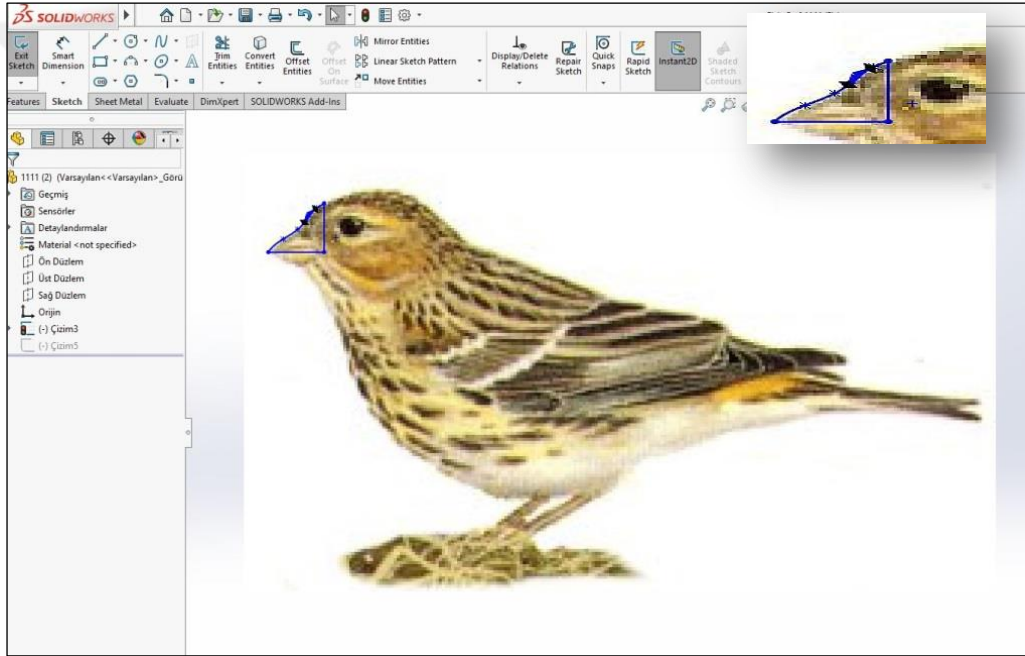 SOLIDWORKS
Exit Sketch
Smart Dimension
Trim Entities
Convert Entities
Offset Entities
Offset On Surface
Mirror Entities
Linear Sketch Pattern
Move Entities
Display/Delete Relations
Repair Sketch
Quick Snaps
Rapid Sketch
Instant2D
Shaded Sketch Contours
Features Sketch Sheet Metal Evaluate DimXpert SOLIDWORKS Add-Ins
1111 (2) (Varsayılan<<Varsayılan>_Görü
Geçmiş
Sensörler
Detaylandırmalar
Material <not specified>
Ön Düzlem
Üst Düzlem
Sağ Düzlem
Orijin
(-) Çizim3
(-) Çizim5